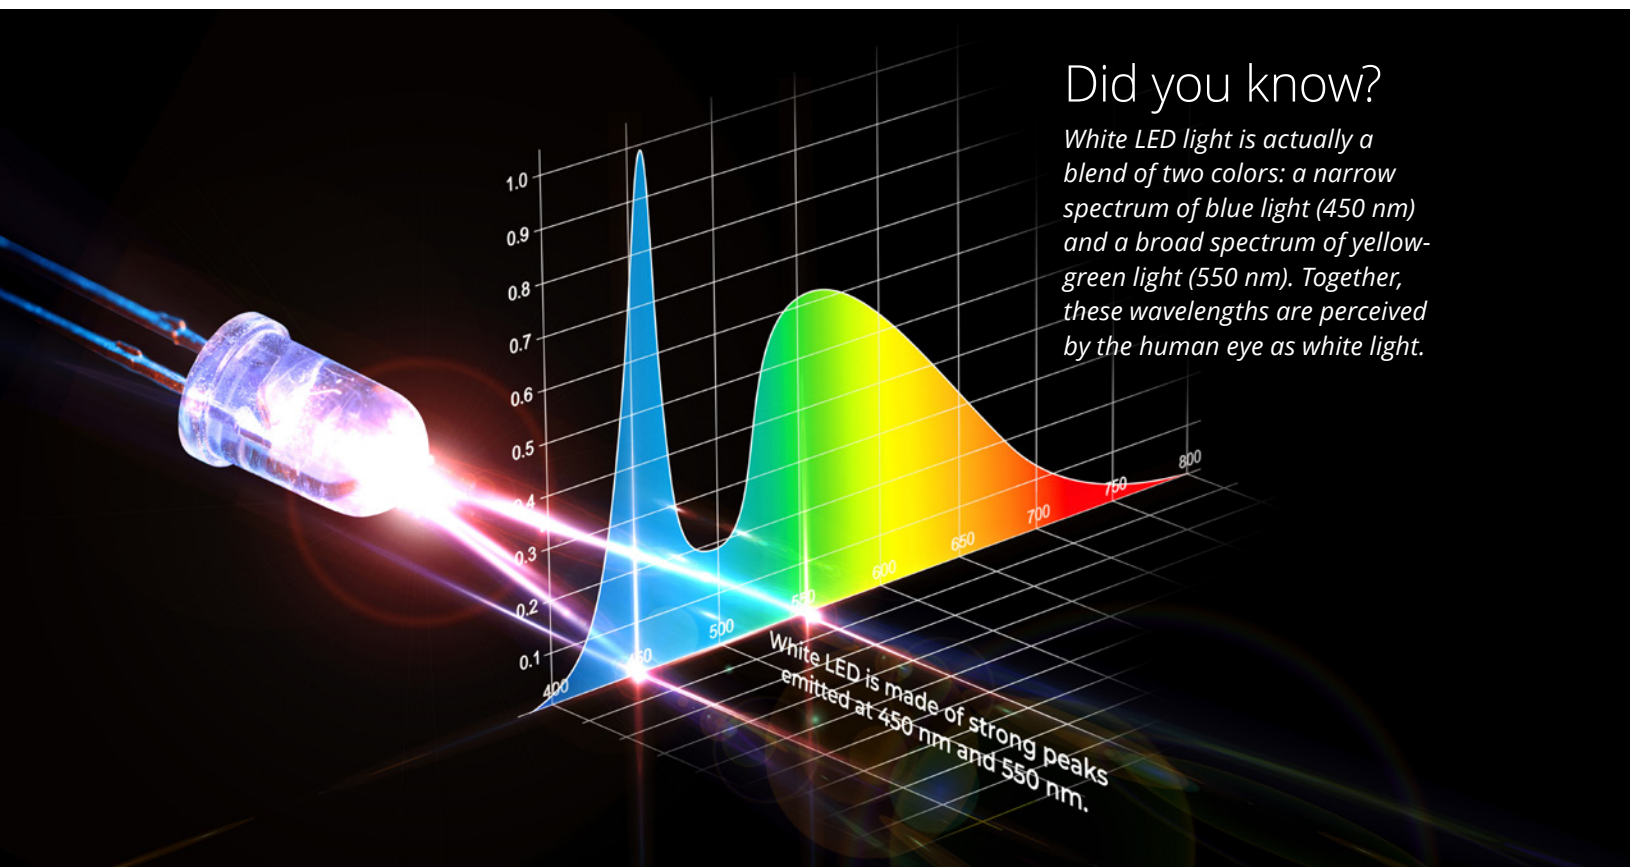 Did you know?
White LED light is actually a
blend of two colors: a narrow
spectrum of blue light (450 nm)
and a broad spectrum of yellow-
green light (550 nm). Together,
these wavelengths are perceived
by the human eye as white light.
1.0
0.9
0.8
0.7
0.6
0.5
0.4
0.3
0.2
0.1
400
450
500
550
600
650
700
750
800
White LED is made of strong peaks
emitted at 450 nm and 550 nm.